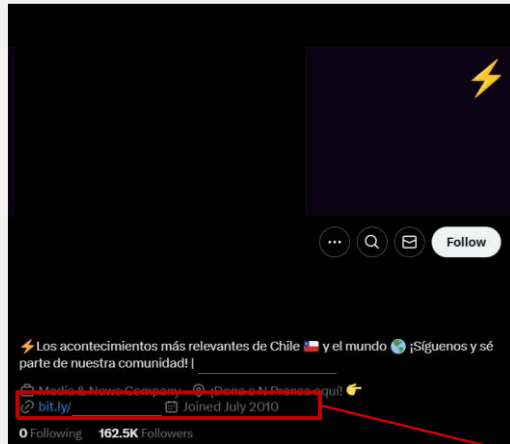 Follow
⚡Los acontecimientos más relevantes de Chile 🇨🇱 y el mundo 🌎 ¡Síguenos y sé
parte de nuestra comunidad! |
Media & News Company ¡Dona a N Prensa aquí! 👉
bit.ly/ Joined July 2010
0 Following 162.5K Followers